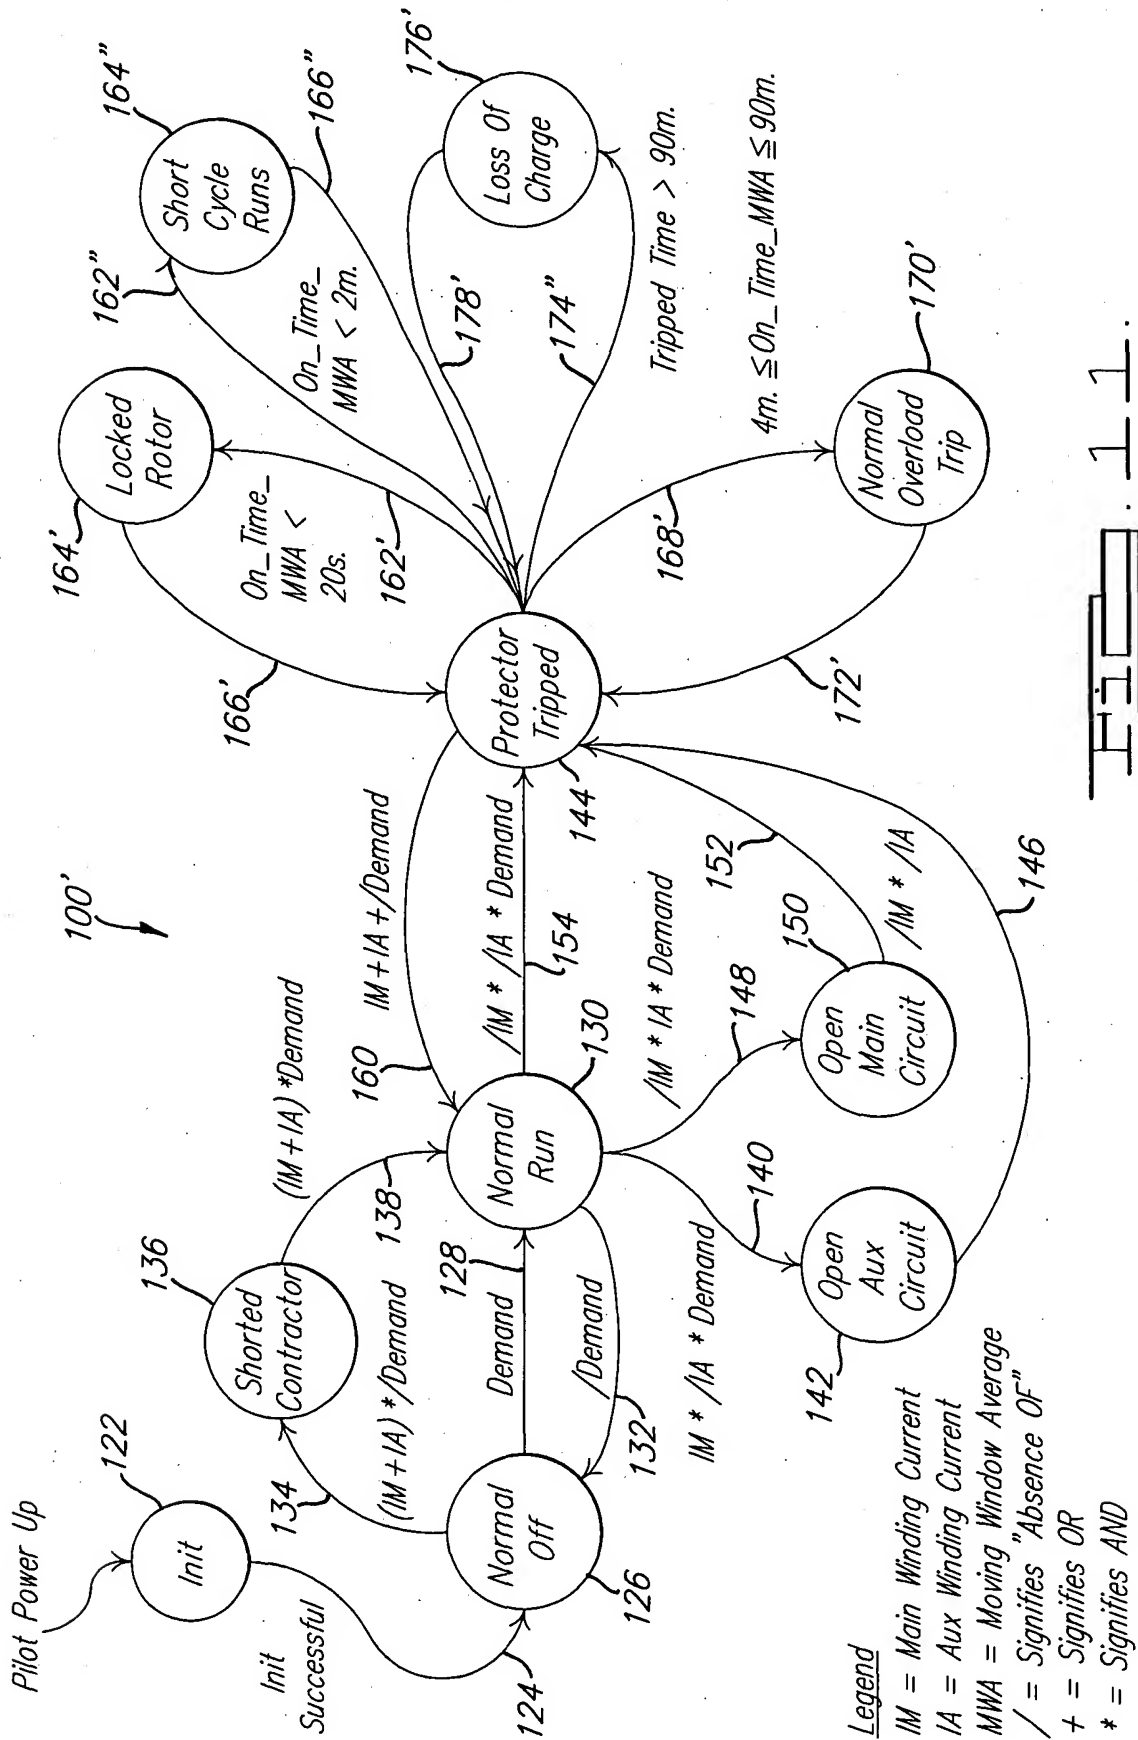 Pilot Power Up
122
Init
Init
Successful
124
134
136
Shorted
Contractor
(IM + IA) */Demand
(IM + IA) *Demand
138
Normal
Off
126
128
Demand
/Demand
132
100'
160
IM + IA + /Demand
Normal
Run
130
/IM * /IA * Demand
154
/IM * IA * Demand
148
140
IM * /IA * Demand
Open
Aux
Circuit
142
Open
Main
Circuit
150
152
/IM * /IA
146
Protector
Tripped
144
166'
164'
Locked
Rotor
On_Time_
MWA <
20s.
162'
162"
164"
Short
Cycle
Runs
166"
On_Time_
MWA < 2m.
176'
Loss Of
Charge
178'
174"
Tripped Time > 90m.
4m. ≦ On_Time_MWA ≦ 90m.
168'
170'
Normal
Overload
Trip
172'
Legend
IM = Main Winding Current
IA = Aux Winding Current
MWA = Moving Window Average
/ = Signifies "Absence OF"
+ = Signifies OR
* = Signifies AND
Fig. 11.